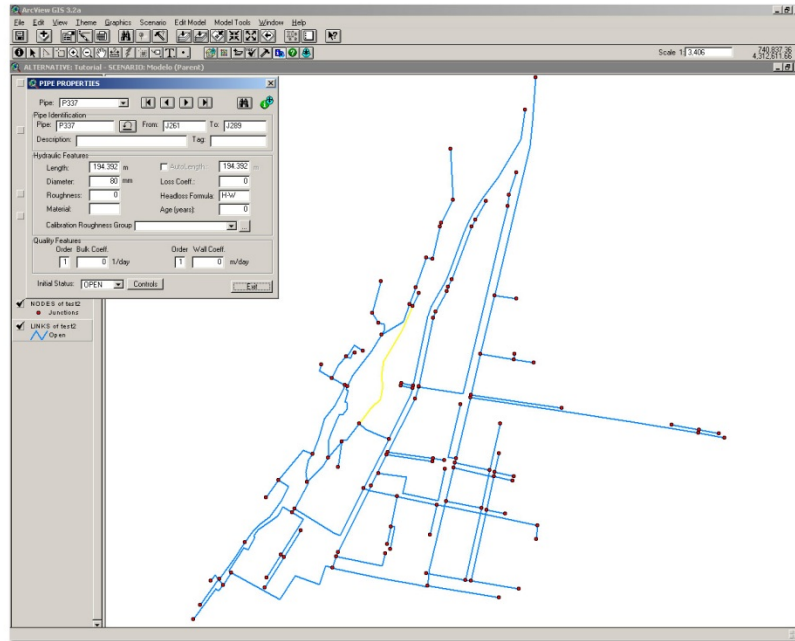 ArcView GIS 3.2a
File Edit View Theme Graphics Scenario Edit Model Model Tools Window Help
Scale 1: 3,406
740,837.36
4,312,611.66
ALTERNATIVE: Tutorial - SCENARIO: Modelo (Parent)
PIPE PROPERTIES
Pipe: P337
Pipe Identification
Pipe: P337 From: J261 To: J289
Description: Tag:
Hydraulic Features
Length: 194.392 m AutoLength: 194.392 m
Diameter: 80 mm Loss Coeff.: 0
Roughness: 0 Headloss Formula: H-W
Material: Age (years): 0
Calibration Roughness Group ...
Quality Features
Order Bulk Coeff. Order Wall Coeff.
1 0 1/day 1 0 m/day
Initial Status: OPEN Controls Exit
NODES of test2
Junctions
LINKS of test2
Open